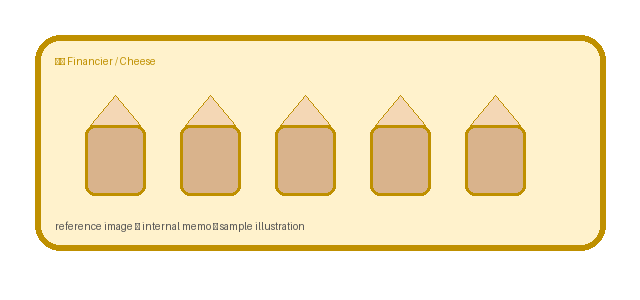 Financier / Cheese
reference image internal memo sample illustration